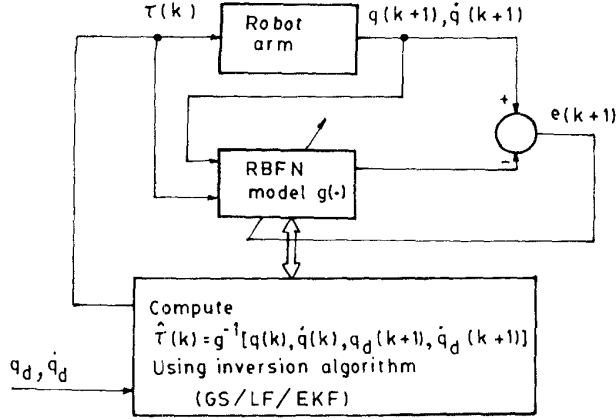 τ(k)
Robot
arm
q(k+1), q̇(k+1)
+
e(k+1)
-
RBFN
model g(·)
Compute
τ̂(k) = g⁻¹[q(k), q̇(k), q_d(k+1), q̇_d(k+1)]
Using inversion algorithm
(GS/LF/EKF)
q_d, q̇_d